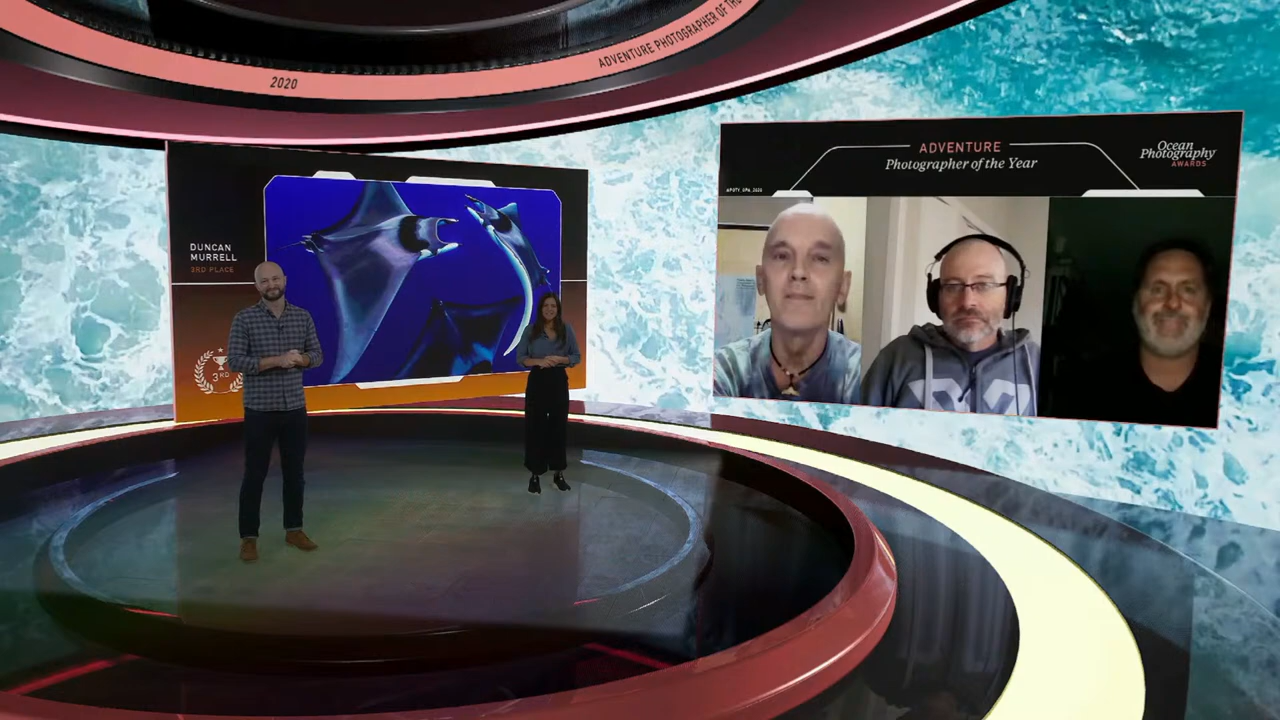 2020
ADVENTURE PHOTOGRAPHER OF THE
DUNCAN
MURRELL
3RD PLACE
3RD
ADVENTURE
Photographer of the Year
Ocean
Photography
AWARDS